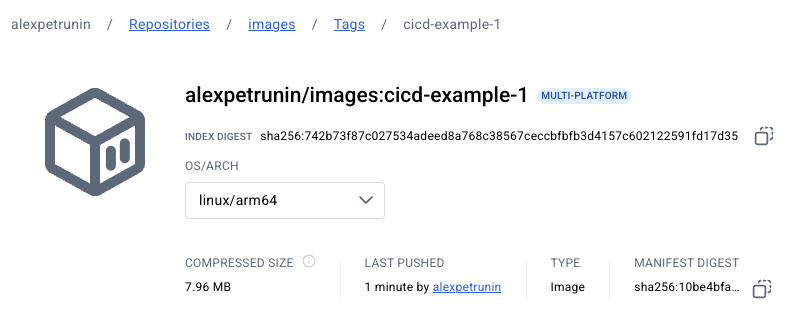 alexpetrunin / Repositories / images / Tags / cicd-example-1
alexpetrunin/images:cicd-example-1 MULTI-PLATFORM
INDEX DIGEST sha256:742b73f87c027534adeed8a768c38567ceccbfbfb3d4157c602122591fd17d35
OS/ARCH
linux/arm64
COMPRESSED SIZE LAST PUSHED TYPE MANIFEST DIGEST
7.96 MB 1 minute by alexpetrunin Image sha256:10be4bfa...